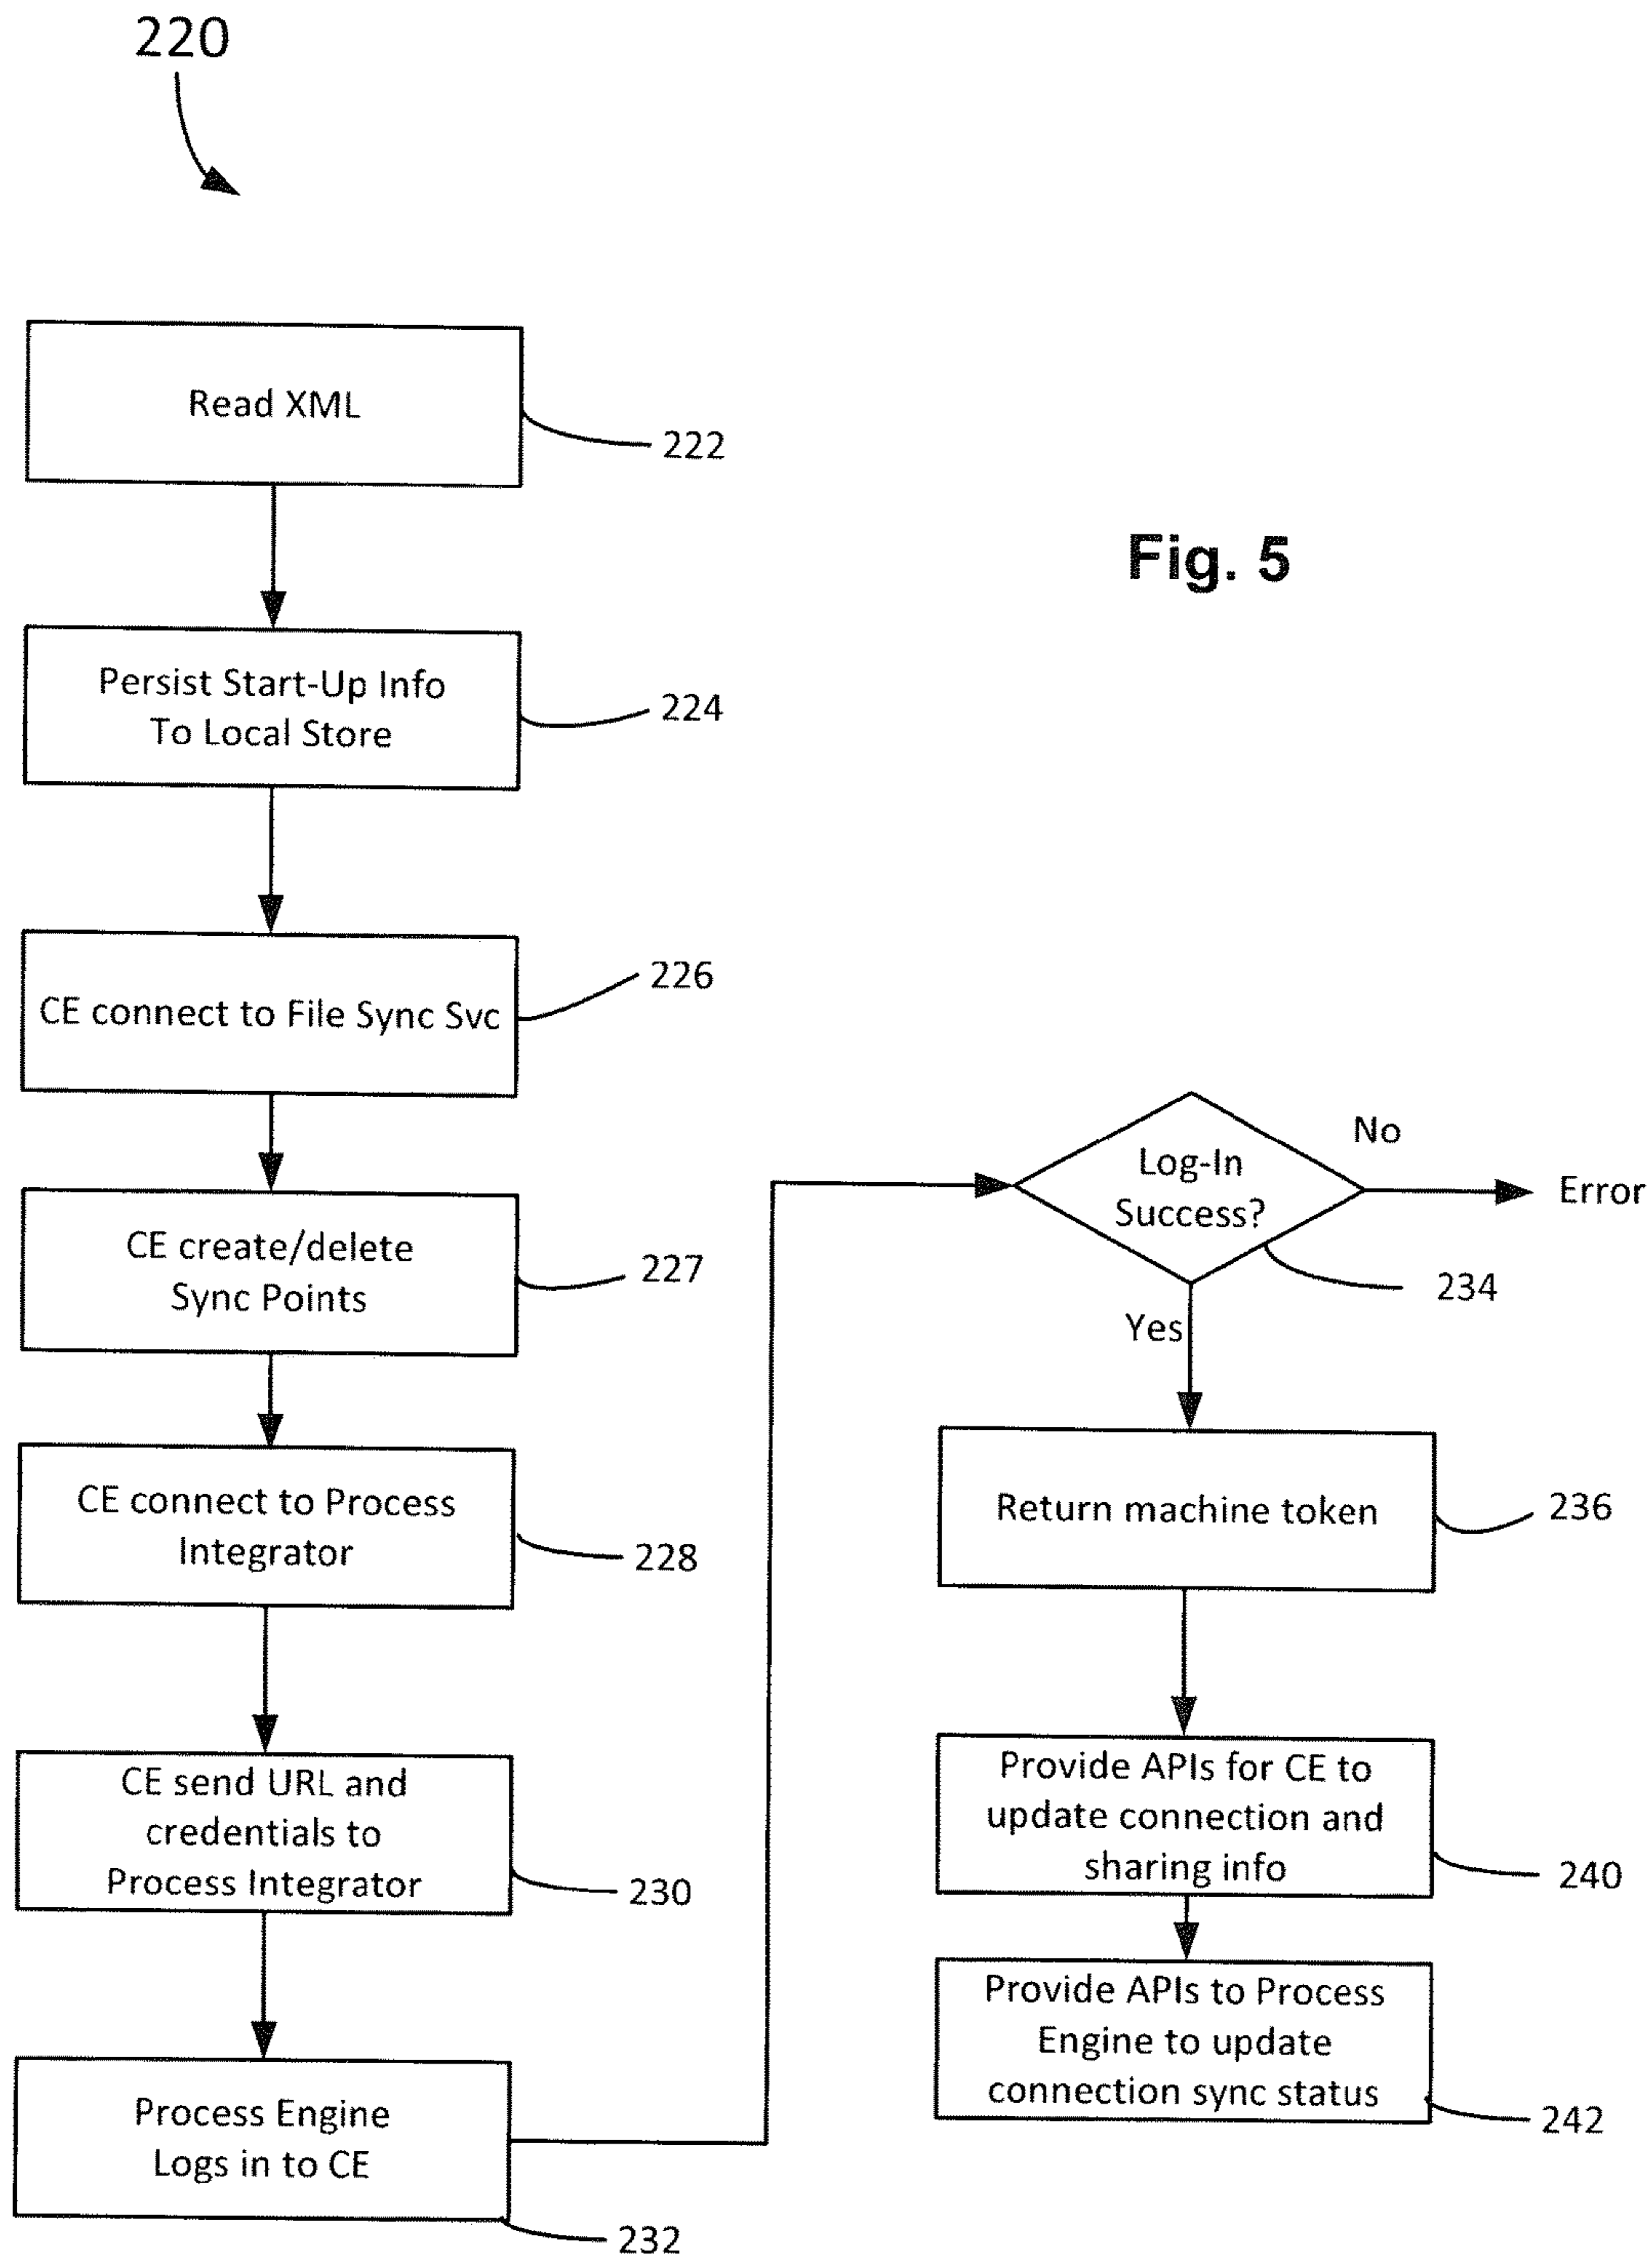 220
Read XML
222
Fig. 5
Persist Start-Up Info
To Local Store
224
CE connect to File Sync Svc
226
CE create/delete
Sync Points
227
CE connect to Process
Integrator
228
CE send URL and
credentials to
Process Integrator
230
Process Engine
Logs in to CE
232
Log-In
Success?
No
Error
234
Yes
Return machine token
236
Provide APIs for CE to
update connection and
sharing info
240
Provide APIs to Process
Engine to update
connection sync status
242